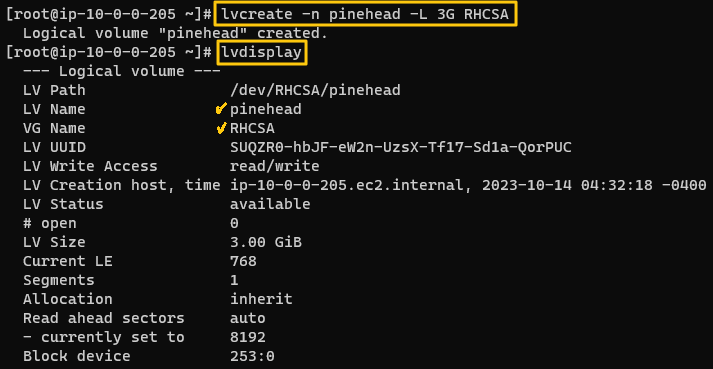 [root@ip-10-0-0-205 ~]# lvcreate -n pinehead -L 3G RHCSA
  Logical volume "pinehead" created.
[root@ip-10-0-0-205 ~]# lvdisplay
  --- Logical volume ---
  LV Path                /dev/RHCSA/pinehead
  LV Name              ✔ pinehead
  VG Name              ✔ RHCSA
  LV UUID                SUQZR0-hbJF-eW2n-UzsX-Tf17-Sd1a-QorPUC
  LV Write Access        read/write
  LV Creation host, time ip-10-0-0-205.ec2.internal, 2023-10-14 04:32:18 -0400
  LV Status              available
  # open                 0
  LV Size                3.00 GiB
  Current LE             768
  Segments               1
  Allocation             inherit
  Read ahead sectors     auto
  - currently set to     8192
  Block device           253:0